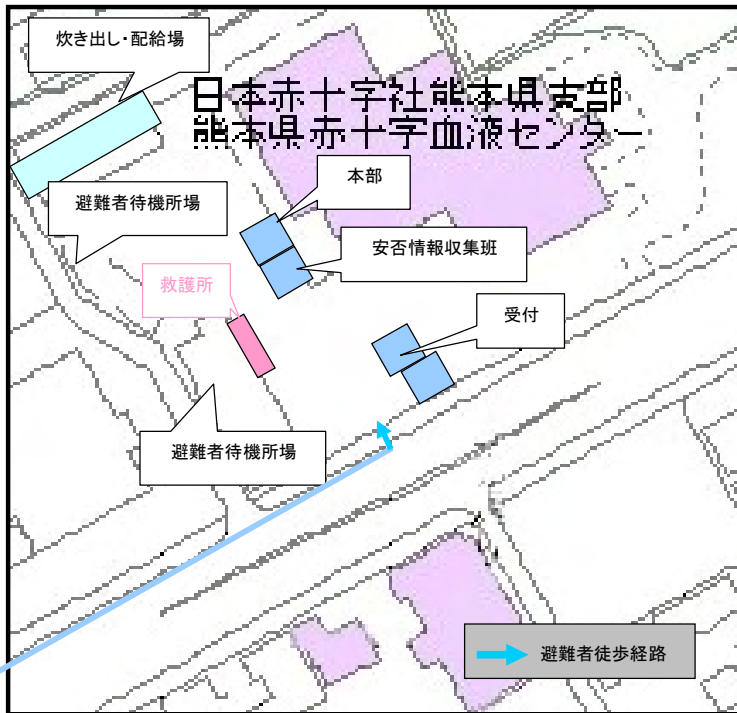 炊き出し・配給場
日本赤十字社熊本県支部
熊本県赤十字血液センター
本部
避難者待機所場
安否情報収集班
救護所
受付
避難者待機所場
避難者徒歩経路